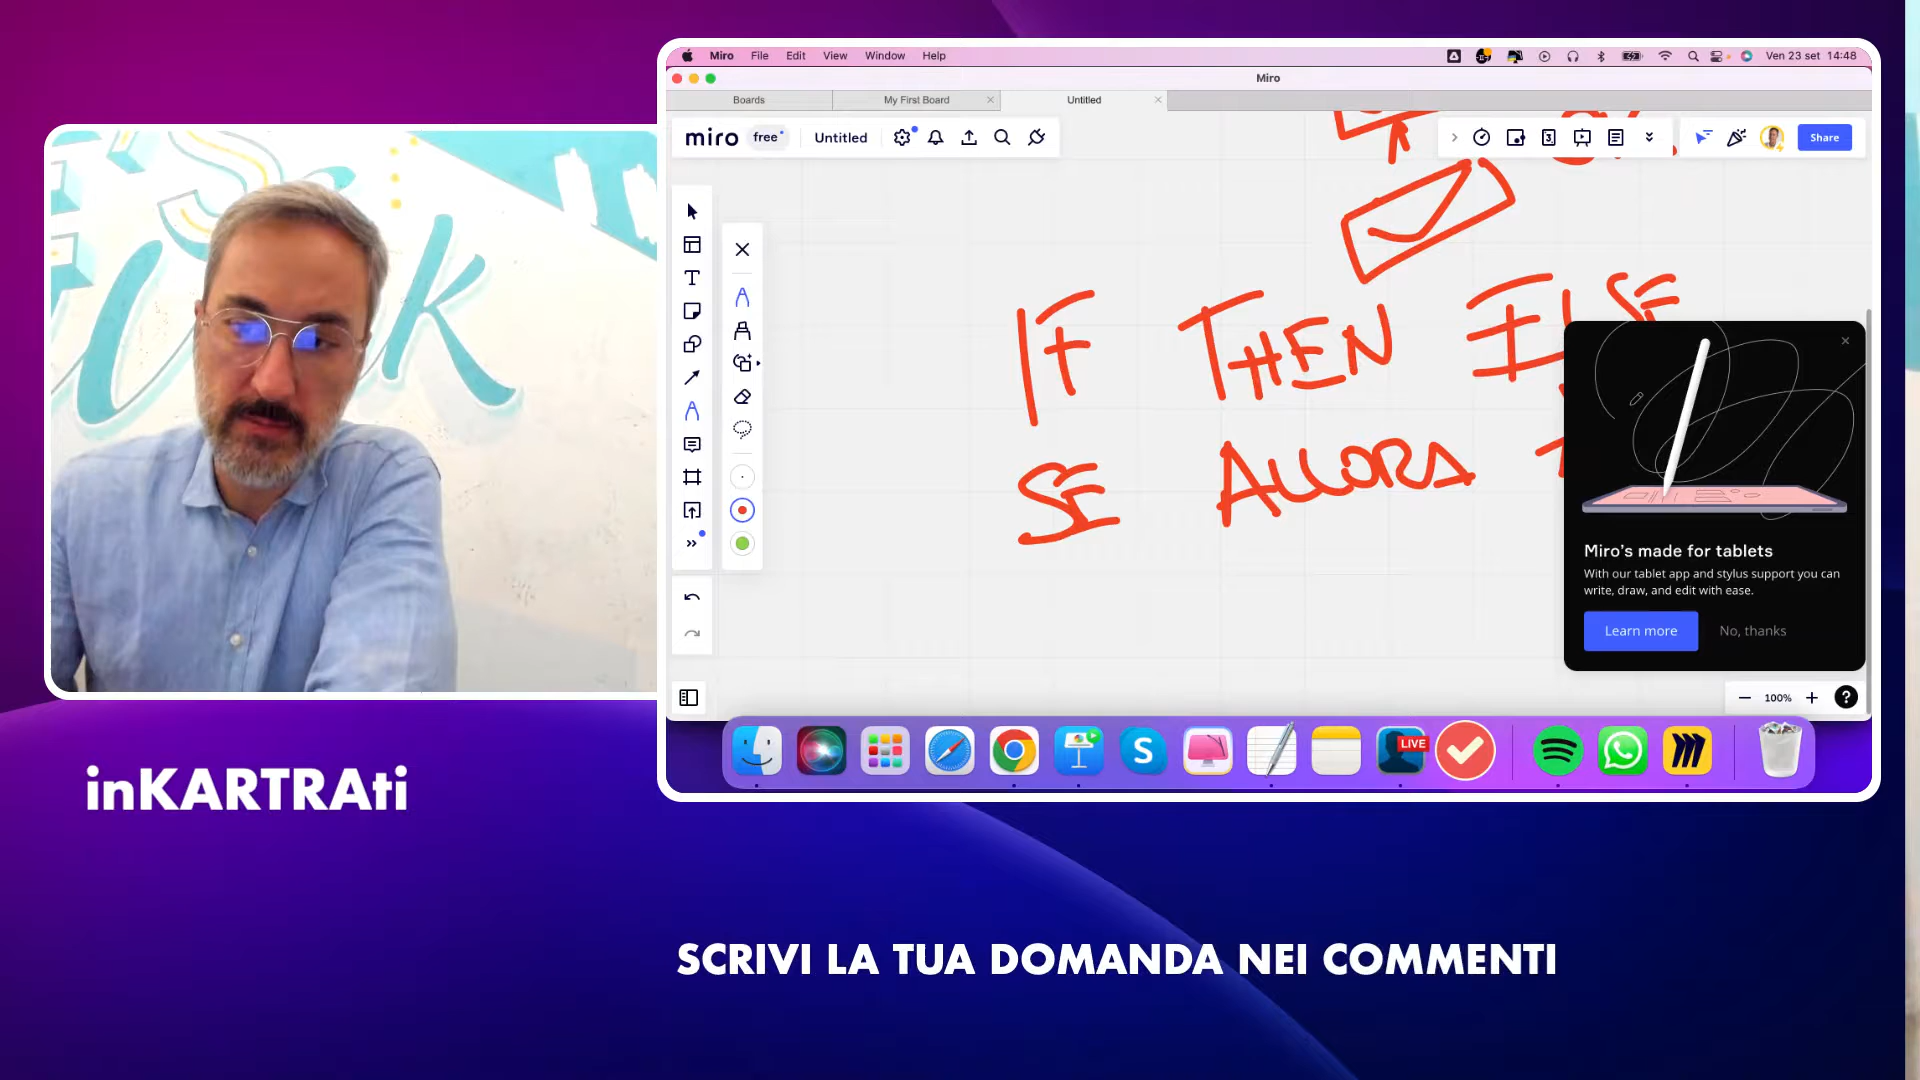 Miro File Edit View Window Help
Ven 23 set 14:48
Miro
Boards
My First Board
Untitled
miro free Untitled
Share
IF THEN ELSE
SE ALLORA
Miro's made for tablets
With our tablet app and stylus support you can
write, draw, and edit with ease.
Learn more No, thanks
100%
LIVE
inKARTRAti
SCRIVI LA TUA DOMANDA NEI COMMENTI